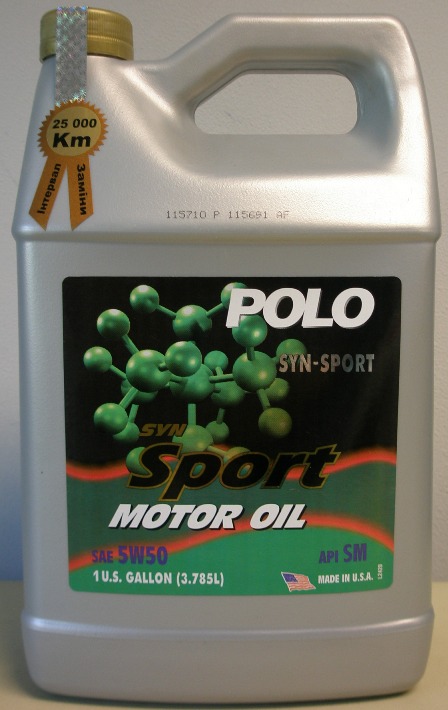 25 000
Km
Інтервал
Заміни
115710 P 115691 AF
POLO
SYN-SPORT
SYN
Sport
MOTOR OIL
SAE 5W50
API SM
1 U.S. GALLON (3.785L)
MADE IN U.S.A.